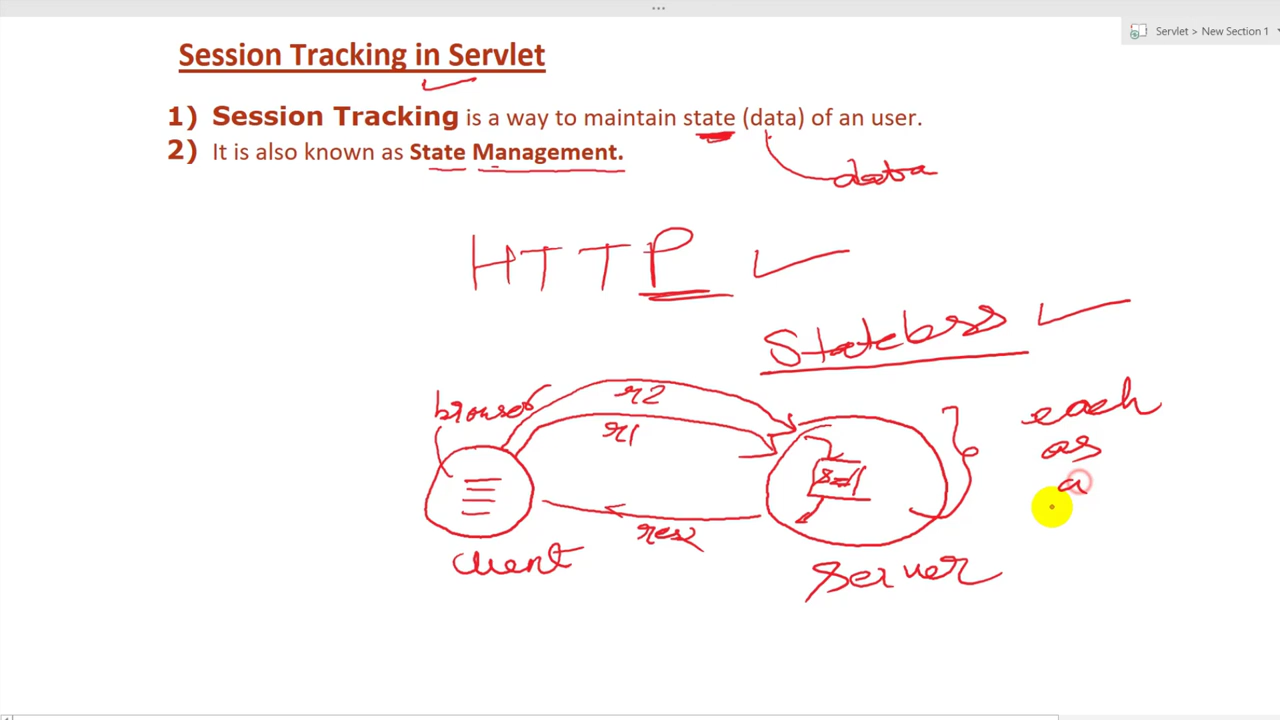 Servlet > New Section 1
Session Tracking in Servlet
1) Session Tracking is a way to maintain state (data) of an user.
2) It is also known as State Management.
data
HTTP
Stateless
browser
r2
r1
each
as
a
res
client
Server